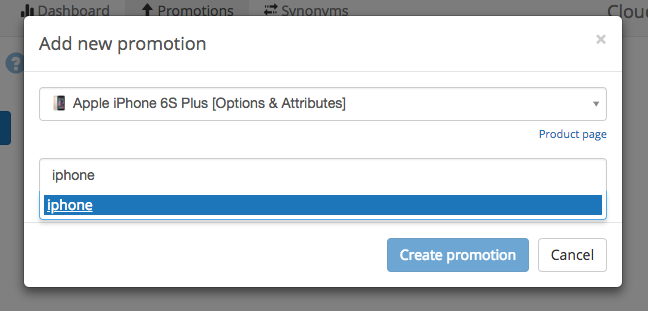 Dashboard
Promotions
Synonyms
Clou
Add new promotion
×
Apple iPhone 6S Plus [Options & Attributes]
Product page
iphone
iphone
Create promotion
Cancel